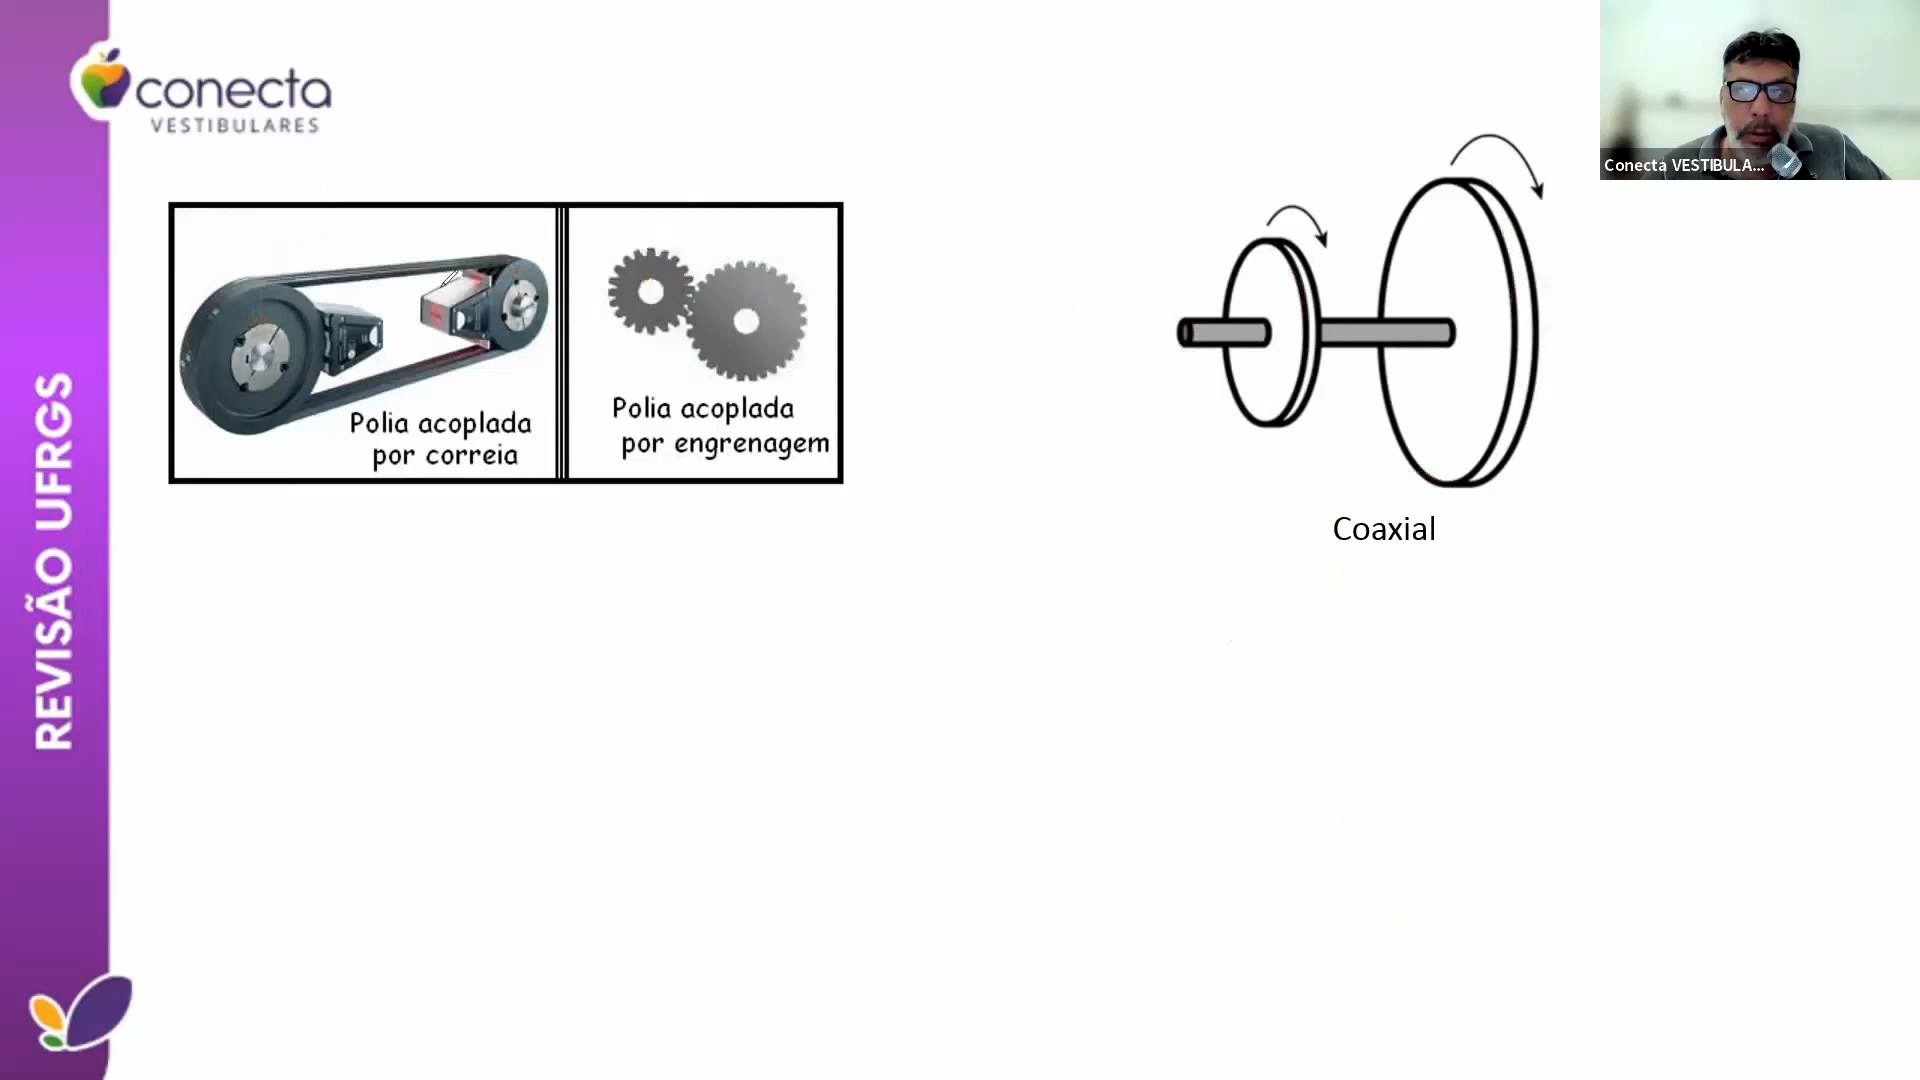 conecta
VESTIBULARES
Conecta VESTIBULA...
REVISÃO UFRGS
Polia acoplada
por correia
Polia acoplada
por engrenagem
Coaxial